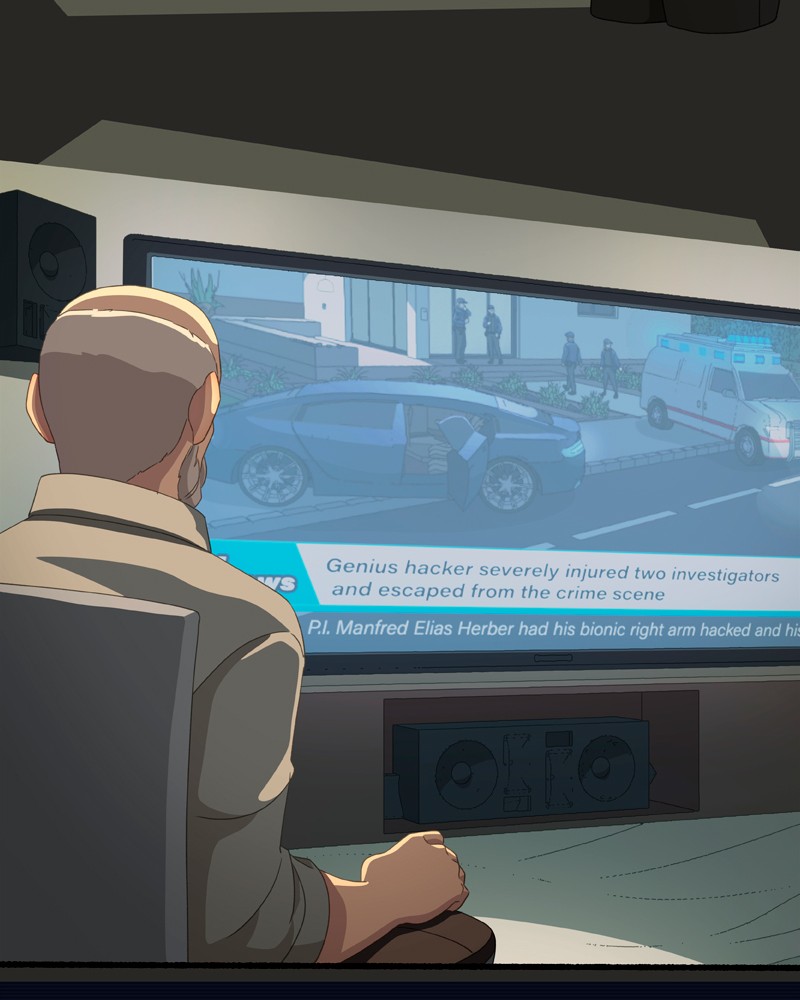 Genius hacker severely injured two investigators
and escaped from the crime scene
P.I. Manfred Elias Herber had his bionic right arm hacked and his